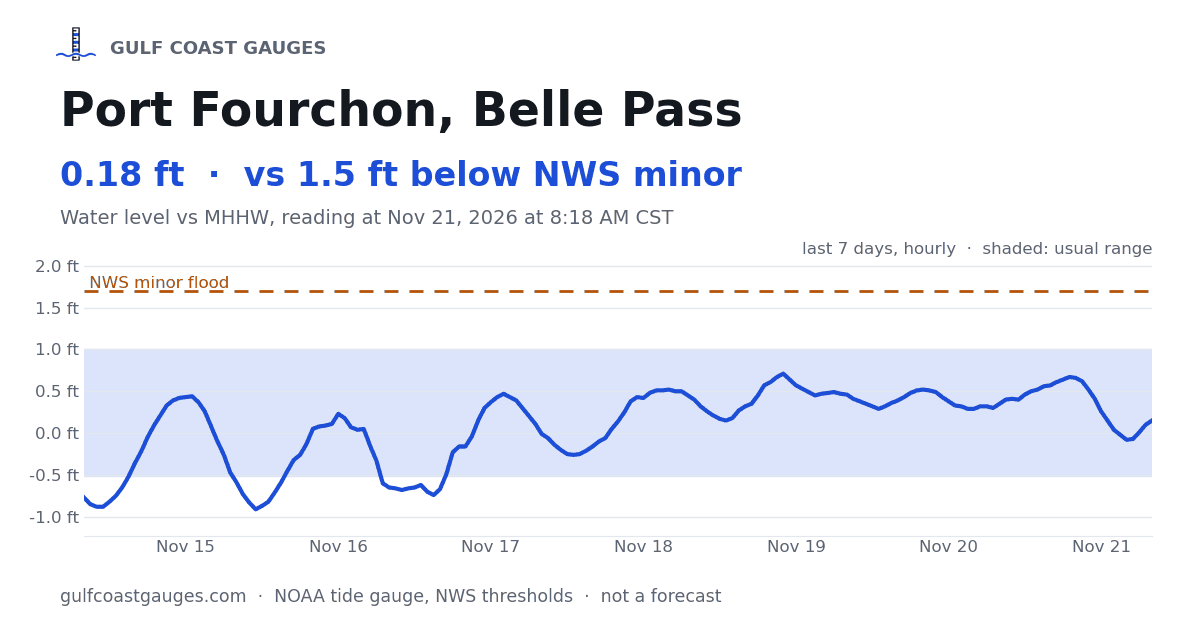 GULF COAST GAUGES
Port Fourchon, Belle Pass
0.18 ft · vs 1.5 ft below NWS minor
Water level vs MHHW, reading at Nov 21, 2026 at 8:18 AM CST
last 7 days, hourly · shaded: usual range
2.0 ft
NWS minor flood
1.5 ft
1.0 ft
0.5 ft
0.0 ft
-0.5 ft
-1.0 ft
Nov 15 Nov 16 Nov 17 Nov 18 Nov 19 Nov 20 Nov 21
gulfcoastgauges.com · NOAA tide gauge, NWS thresholds · not a forecast